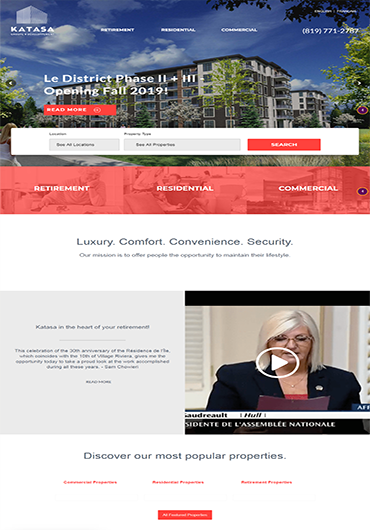 ENGLISH | FRANÇAIS
KATASA
RETIREMENT RESIDENTIAL COMMERCIAL (819) 771-2787
Le District Phase II + III -
Opening Fall 2019!
READ MORE
Location Property Type
See All Locations See All Properties SEARCH
RETIREMENT RESIDENTIAL COMMERCIAL
Luxury. Comfort. Convenience. Security.
Our mission is to offer people the opportunity to maintain their lifestyle.
Katasa in the heart of your retirement!
This celebration of the 30th anniversary of the Résidence de l'Île,
which coincides with the 10th of Village Riviera, gives me the
opportunity today to take a proud look at the work accomplished
during all these years. - Sam Chowieri
READ MORE
Gaudreault Hull
SIDENTE DE L'ASSEMBLÉE NATIONALE
Discover our most popular properties.
Commercial Properties Residential Properties Retirement Properties
All Featured Properties